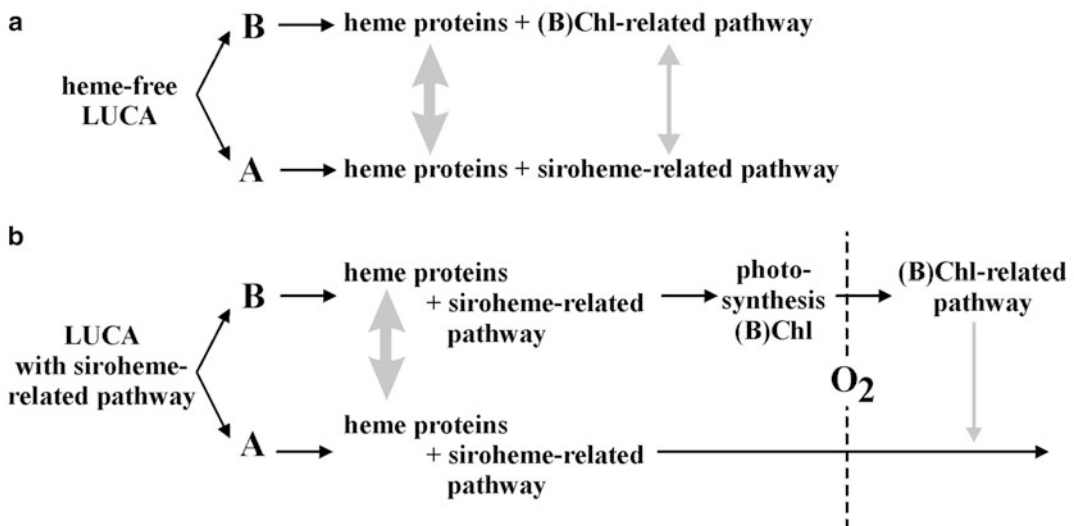 a
B
heme proteins + (B)Chl-related pathway
heme-free
LUCA
A
heme proteins + siroheme-related pathway
b
B
heme proteins
+ siroheme-related
pathway
photo-
synthesis
(B)Chl
(B)Chl-related
pathway
LUCA
with siroheme-
related pathway
O2
A
heme proteins
+ siroheme-related
pathway